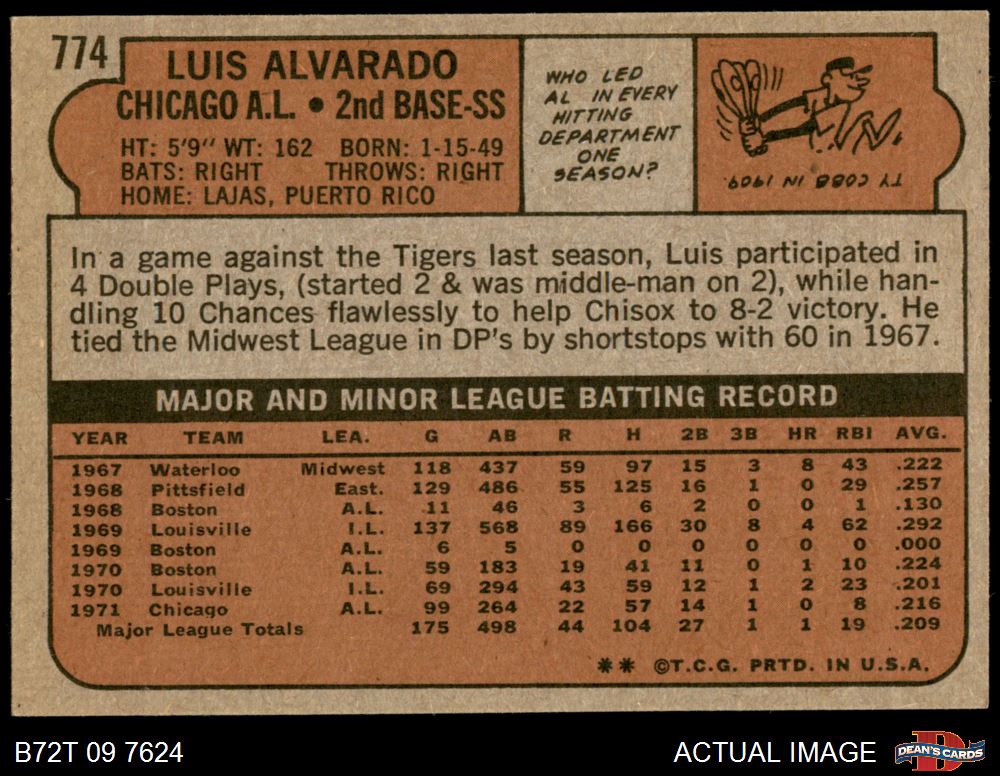 774
LUIS ALVARADO
CHICAGO A.L. • 2nd BASE-SS
HT: 5'9" WT: 162 BORN: 1-15-49
BATS: RIGHT THROWS: RIGHT
HOME: LAJAS, PUERTO RICO
WHO LED
AL IN EVERY
HITTING
DEPARTMENT
ONE
SEASON?
TY COBB IN 1909.
In a game against the Tigers last season, Luis participated in
4 Double Plays, (started 2 & was middle-man on 2), while han-
dling 10 Chances flawlessly to help Chisox to 8-2 victory. He
tied the Midwest League in DP's by shortstops with 60 in 1967.
MAJOR AND MINOR LEAGUE BATTING RECORD
YEAR TEAM LEA. G AB R H 2B 3B HR RBI AVG.
1967 Waterloo Midwest 118 437 59 97 15 3 8 43 .222
1968 Pittsfield East. 129 486 55 125 16 1 0 29 .257
1968 Boston A.L. 11 46 3 6 2 0 0 1 .130
1969 Louisville I.L. 137 568 89 166 30 8 4 62 .292
1969 Boston A.L. 6 5 0 0 0 0 0 0 .000
1970 Boston A.L. 59 183 19 41 11 0 1 10 .224
1970 Louisville I.L. 69 294 43 59 12 1 2 23 .201
1971 Chicago A.L. 99 264 22 57 14 1 0 8 .216
Major League Totals 175 498 44 104 27 1 1 19 .209
** ©T.C.G. PRTD. IN U.S.A.
B72T 09 7624
ACTUAL IMAGE
DEAN'S CARDS